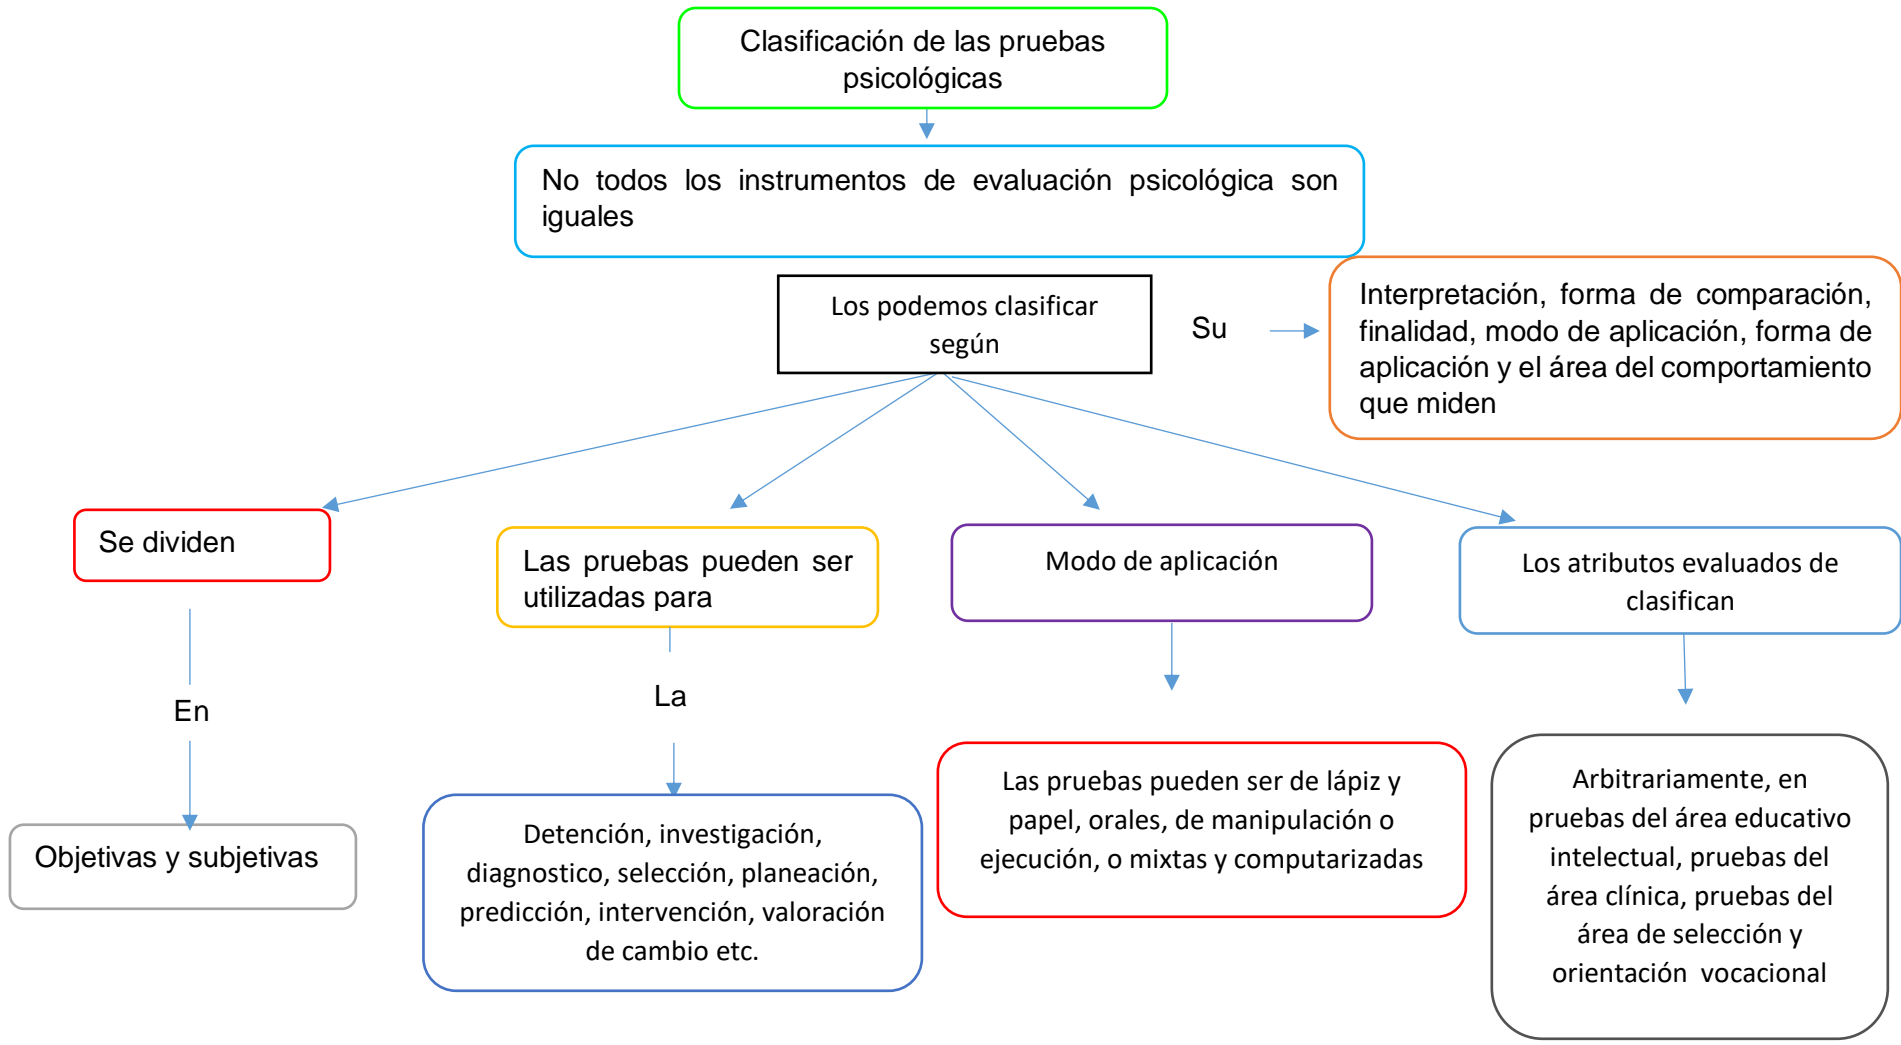 Clasificación de las pruebas
psicológicas
No todos los instrumentos de evaluación psicológica son
iguales
Los podemos clasificar
según
Su
Interpretación, forma de comparación,
finalidad, modo de aplicación, forma de
aplicación y el área del comportamiento
que miden
Se dividen
En
Objetivas y subjetivas
Las pruebas pueden ser
utilizadas para
La
Detención, investigación,
diagnostico, selección, planeación,
predicción, intervención, valoración
de cambio etc.
Modo de aplicación
Las pruebas pueden ser de lápiz y
papel, orales, de manipulación o
ejecución, o mixtas y computarizadas
Los atributos evaluados de
clasifican
Arbitrariamente, en
pruebas del área educativo
intelectual, pruebas del
área clínica, pruebas del
área de selección y
orientación vocacional